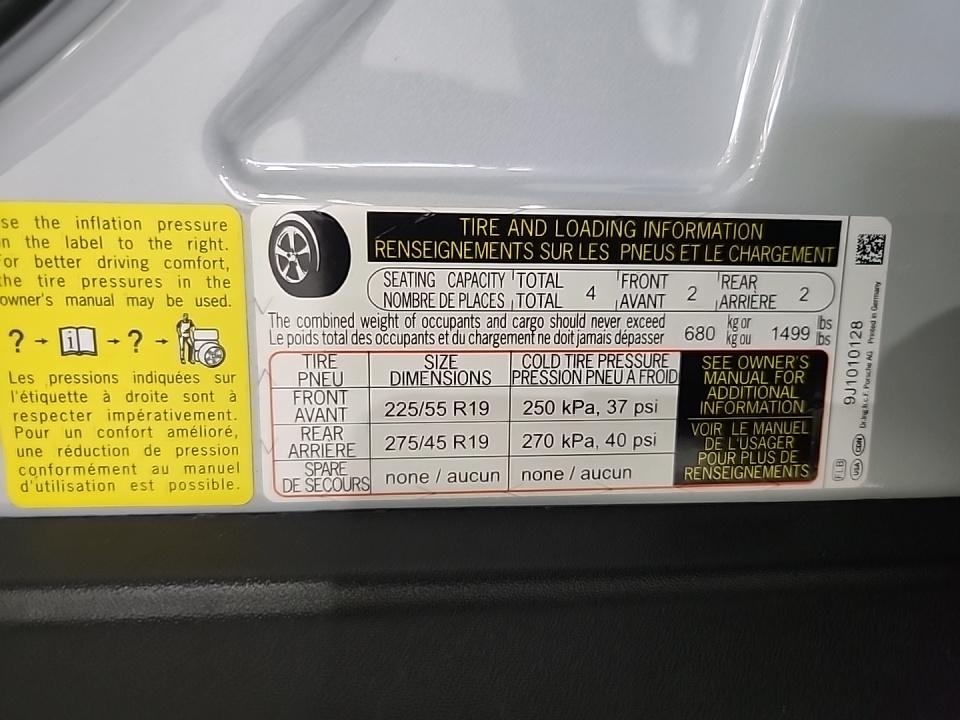 se the inflation pressure
n the label to the right.
or better driving comfort,
he tire pressures in the
owner's manual may be used.
? → i → ? →
Les pressions indiquées sur
l'étiquette à droite sont à
respecter impérativement.
Pour un confort amélioré,
une réduction de pression
conformément au manuel
d'utilisation est possible.
TIRE AND LOADING INFORMATION
RENSEIGNEMENTS SUR LES PNEUS ET LE CHARGEMENT
SEATING CAPACITY TOTAL 4 FRONT 2 REAR 2
NOMBRE DE PLACES TOTAL AVANT ARRIÈRE
The combined weight of occupants and cargo should never exceed 680 kg or 1499 lbs
Le poids total des occupants et du chargement ne doit jamais dépasser kg ou lbs
TIRE SIZE COLD TIRE PRESSURE
PNEU DIMENSIONS PRESSION PNEU À FROID
FRONT 225/55 R19 250 kPa, 37 psi
AVANT
REAR 275/45 R19 270 kPa, 40 psi
ARRIÈRE
SPARE none / aucun none / aucun
DE SECOURS
SEE OWNER'S
MANUAL FOR
ADDITIONAL
INFORMATION
VOIR LE MANUEL
DE L'USAGER
POUR PLUS DE
RENSEIGNEMENTS
9J1010128
Dr.Ing.h.c.F. Porsche AG Printed in Germany
FLB USA CDN